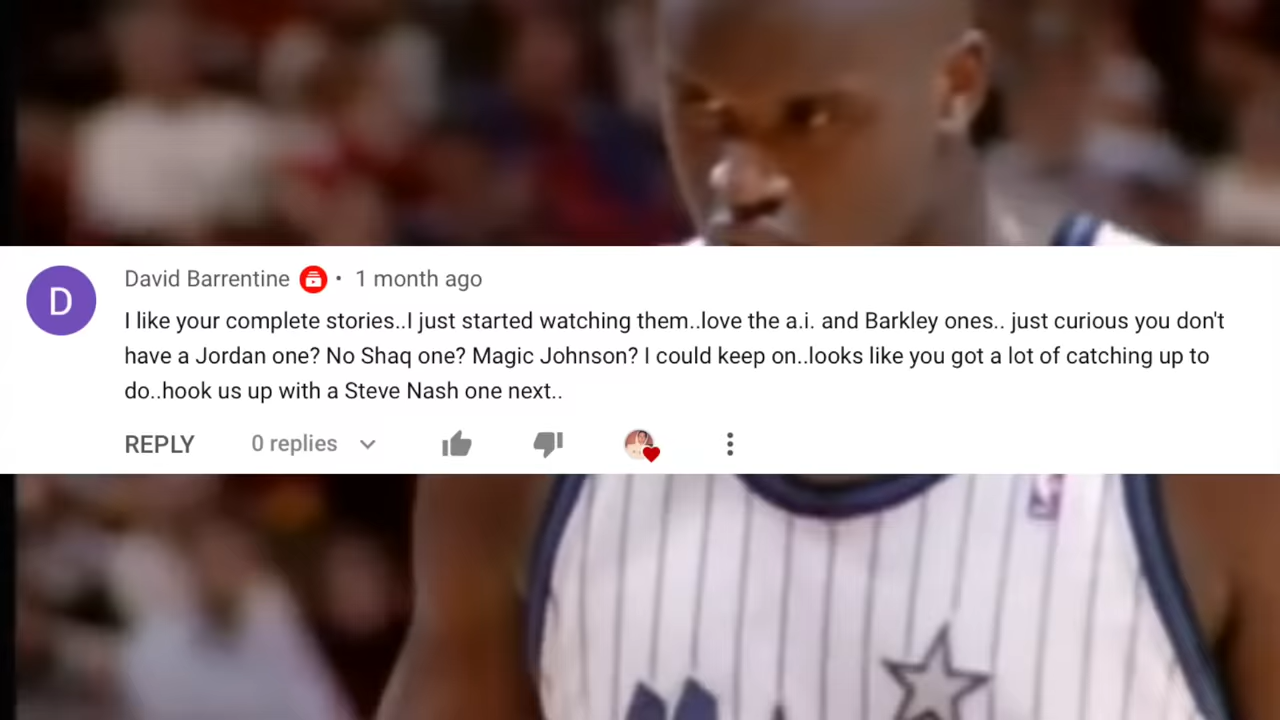 D
David Barrentine • 1 month ago
I like your complete stories..I just started watching them..love the a.i. and Barkley ones.. just curious you don't
have a Jordan one? No Shaq one? Magic Johnson? I could keep on..looks like you got a lot of catching up to
do..hook us up with a Steve Nash one next..
REPLY 0 replies